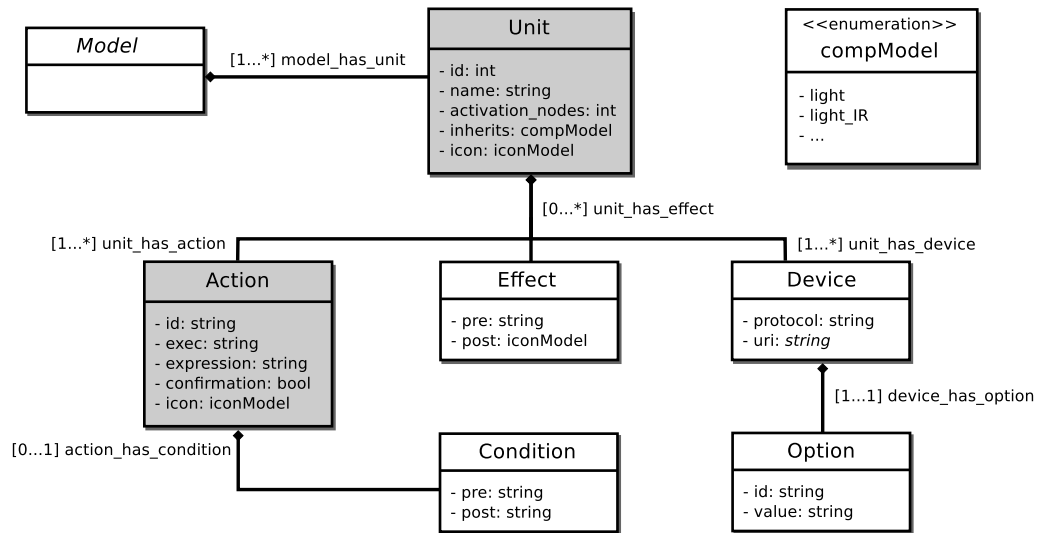 Model
[1...*] model_has_unit
Unit
- id: int
- name: string
- activation_nodes: int
- inherits: compModel
- icon: iconModel
<<enumeration>>
compModel
- light
- light_IR
- ...
[0...*] unit_has_effect
[1...*] unit_has_action
[1...*] unit_has_device
Action
- id: string
- exec: string
- expression: string
- confirmation: bool
- icon: iconModel
Effect
- pre: string
- post: iconModel
Device
- protocol: string
- uri: string
[1...1] device_has_option
[0...1] action_has_condition
Condition
- pre: string
- post: string
Option
- id: string
- value: string